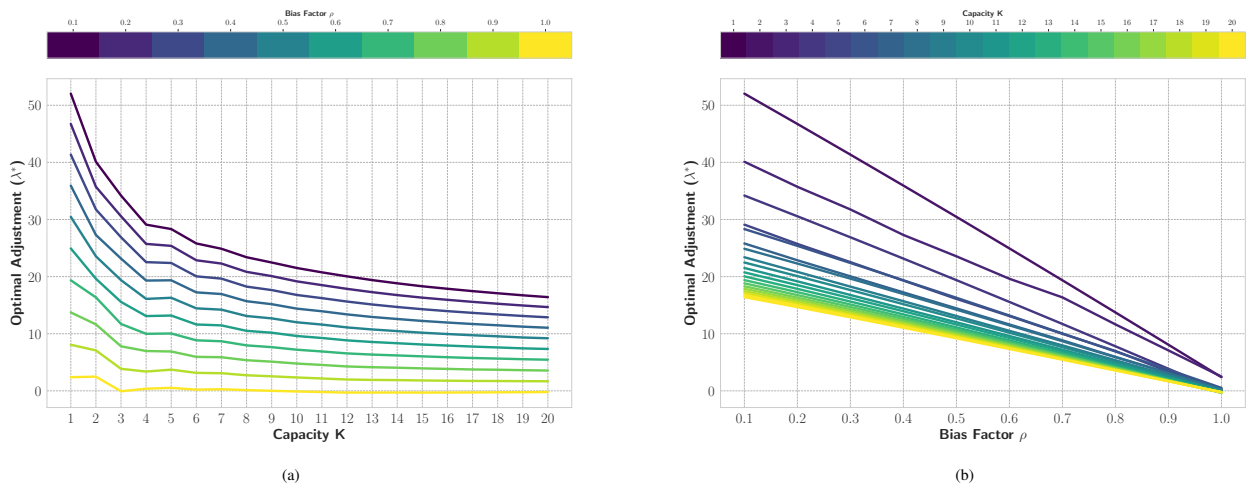 Bias Factor ρ
0.1 0.2 0.3 0.4 0.5 0.6 0.7 0.8 0.9 1.0
50
40
30
20
10
0
Optimal Adjustment (λ*)
1 2 3 4 5 6 7 8 9 10 11 12 13 14 15 16 17 18 19 20
Capacity K
(a)
Capacity K
1 2 3 4 5 6 7 8 9 10 11 12 13 14 15 16 17 18 19 20
50
40
30
20
10
0
Optimal Adjustment (λ*)
0.1 0.2 0.3 0.4 0.5 0.6 0.7 0.8 0.9 1.0
Bias Factor ρ
(b)